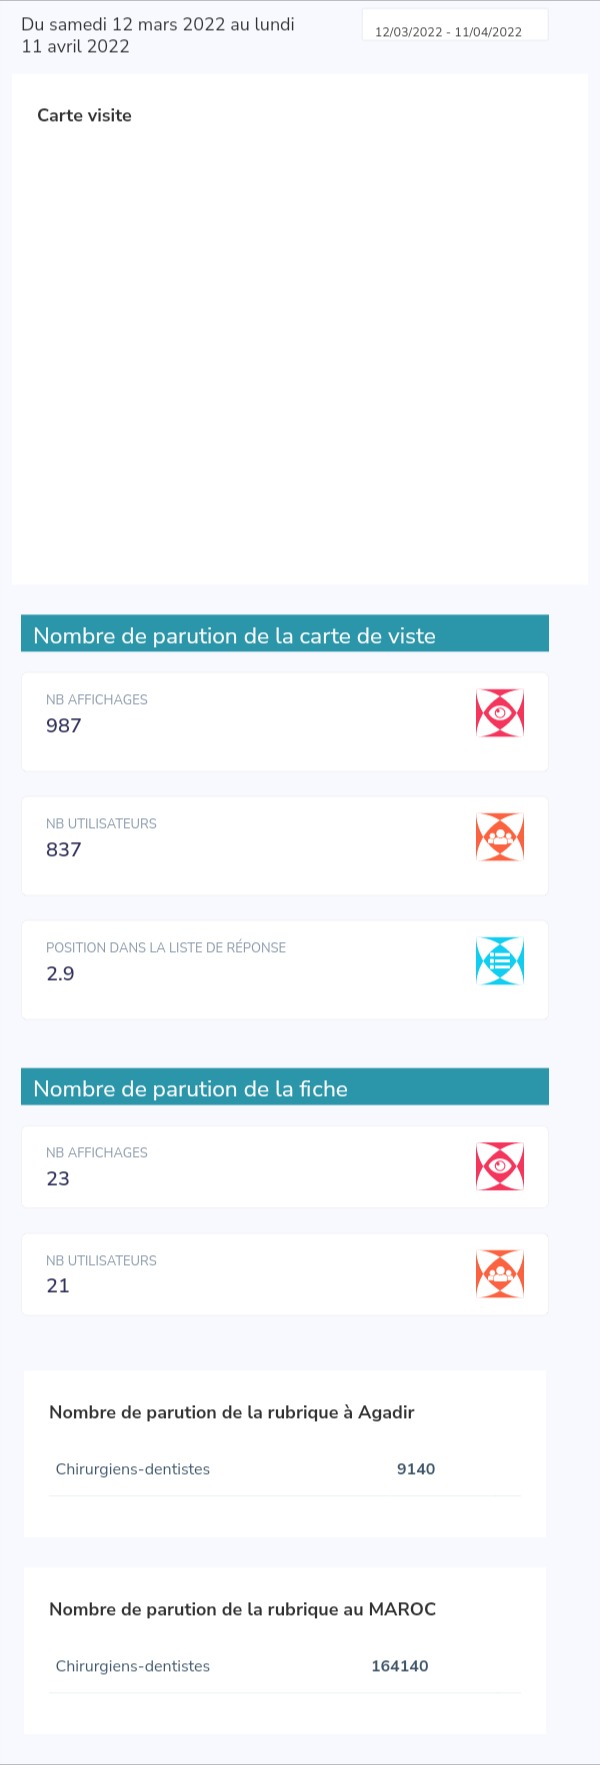 Du samedi 12 mars 2022 au lundi
11 avril 2022
12/03/2022 - 11/04/2022
Carte visite
Nombre de parution de la carte de viste
NB AFFICHAGES
987
NB UTILISATEURS
837
POSITION DANS LA LISTE DE RÉPONSE
2.9
Nombre de parution de la fiche
NB AFFICHAGES
23
NB UTILISATEURS
21
Nombre de parution de la rubrique à Agadir
Chirurgiens-dentistes 9140
Nombre de parution de la rubrique au MAROC
Chirurgiens-dentistes 164140